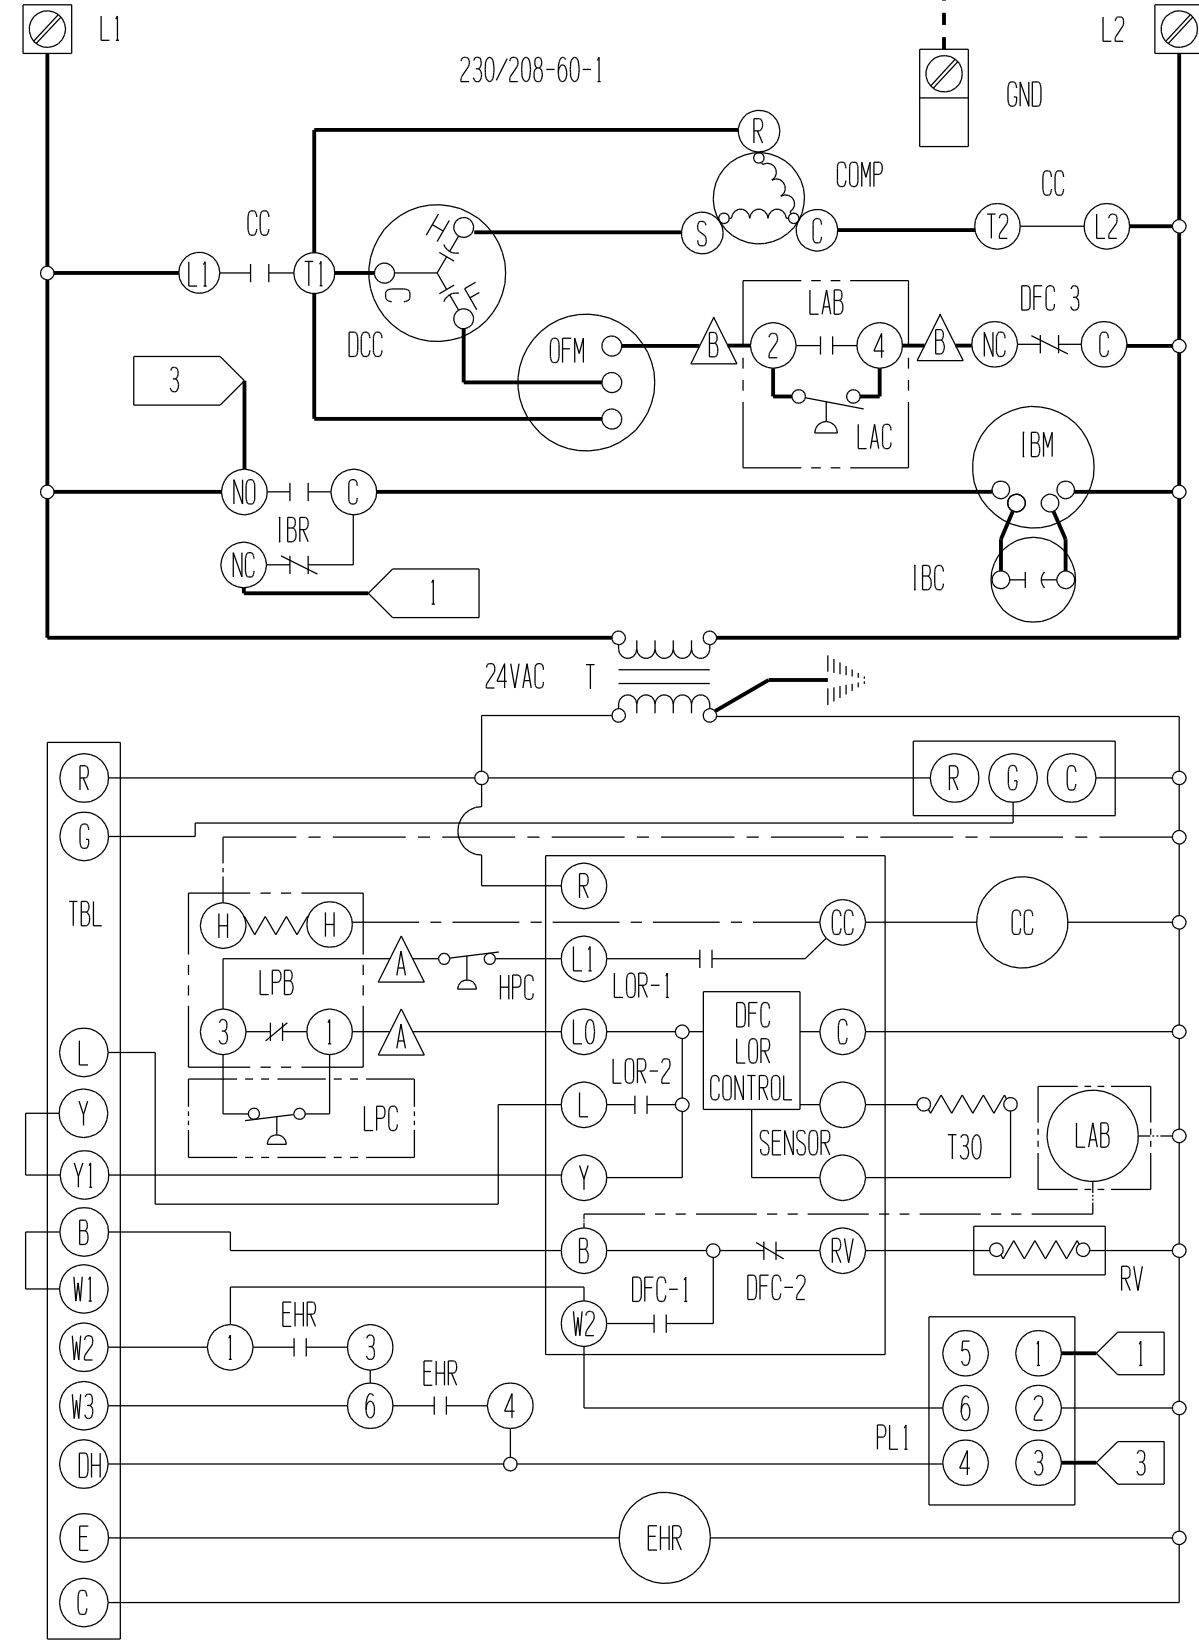 L1
L2
230/208-60-1
GND
R
COMP
CC
CC
H
S
C
T2
L2
L1
T1
C
F
DCC
LAB
DFC 3
OFM
B
2
4
B
NC
C
3
LAC
IBM
NO
C
IBR
NC
1
IBC
24VAC
T
R
R
G
C
G
R
TBL
H
H
CC
CC
A
L1
LOR-1
HPC
LPB
3
1
A
LO
DFC
LOR
CONTROL
C
L
LOR-2
L
Y
LPC
SENSOR
T30
LAB
Y1
Y
B
B
DFC-2
RV
RV
W1
DFC-1
EHR
W2
W2
1
3
5
1
1
EHR
W3
6
4
6
2
PL1
DH
4
3
3
E
EHR
C